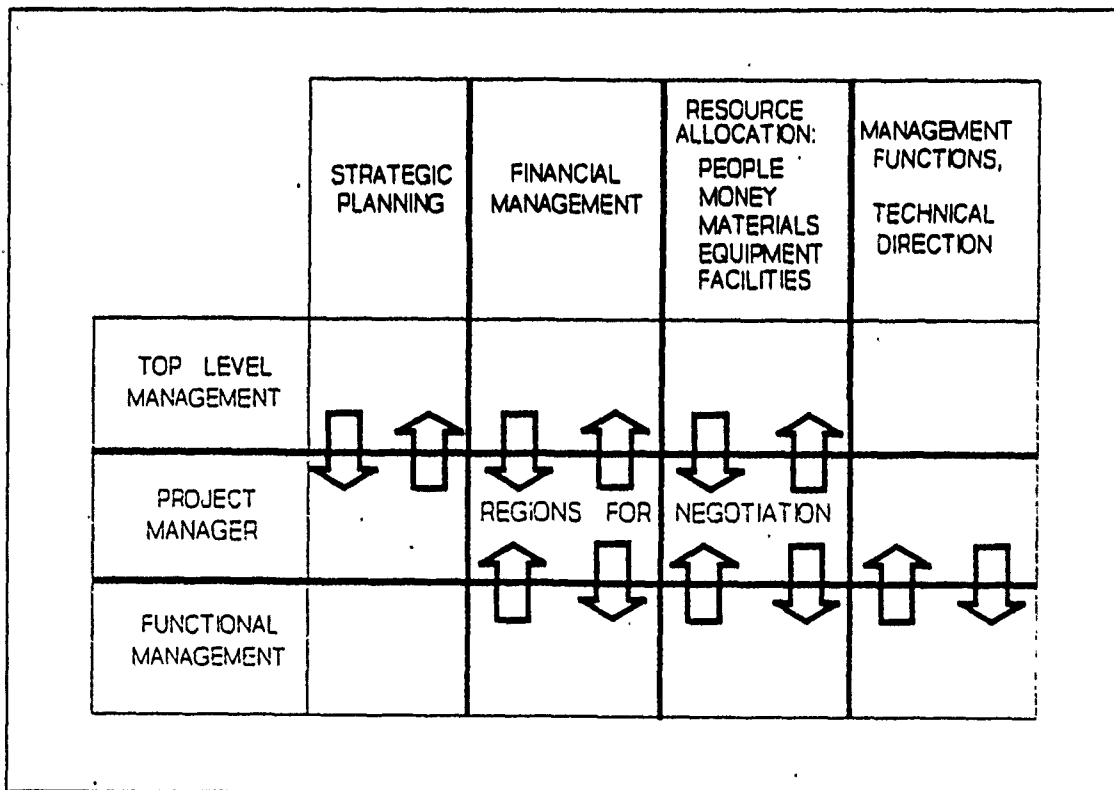 STRATEGIC
PLANNING
FINANCIAL
MANAGEMENT
RESOURCE
ALLOCATION:
PEOPLE
MONEY
MATERIALS
EQUIPMENT
FACILITIES
MANAGEMENT
FUNCTIONS,
TECHNICAL
DIRECTION
TOP LEVEL
MANAGEMENT
PROJECT
MANAGER
REGIONS FOR NEGOTIATION
FUNCTIONAL
MANAGEMENT